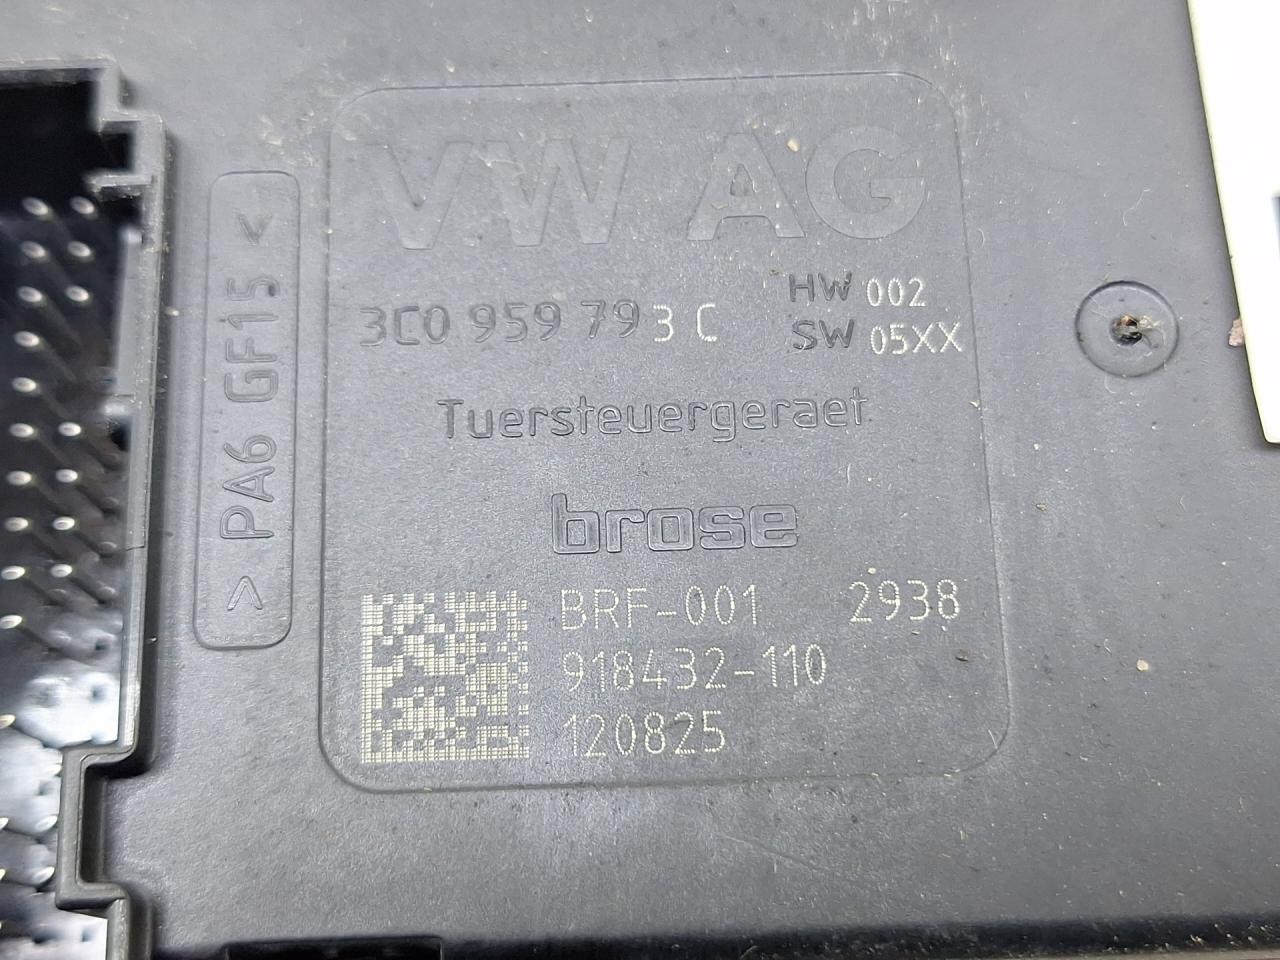 VW AG
3C0 959 793 C
HW 002
SW 05XX
Tuersteuergeraet
brose
BRF-001 2938
918432-110
120825
>PA6 GF15<